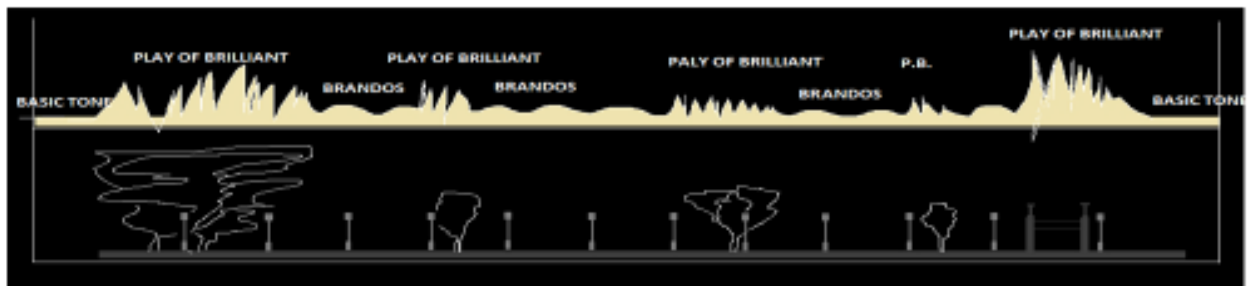 PLAY OF BRILLIANT
PLAY OF BRILLIANT
PLAY OF BRILLIANT
PALY OF BRILLIANT
P.B.
BRANDOS
BRANDOS
BRANDOS
BASIC TONE
BASIC TONE